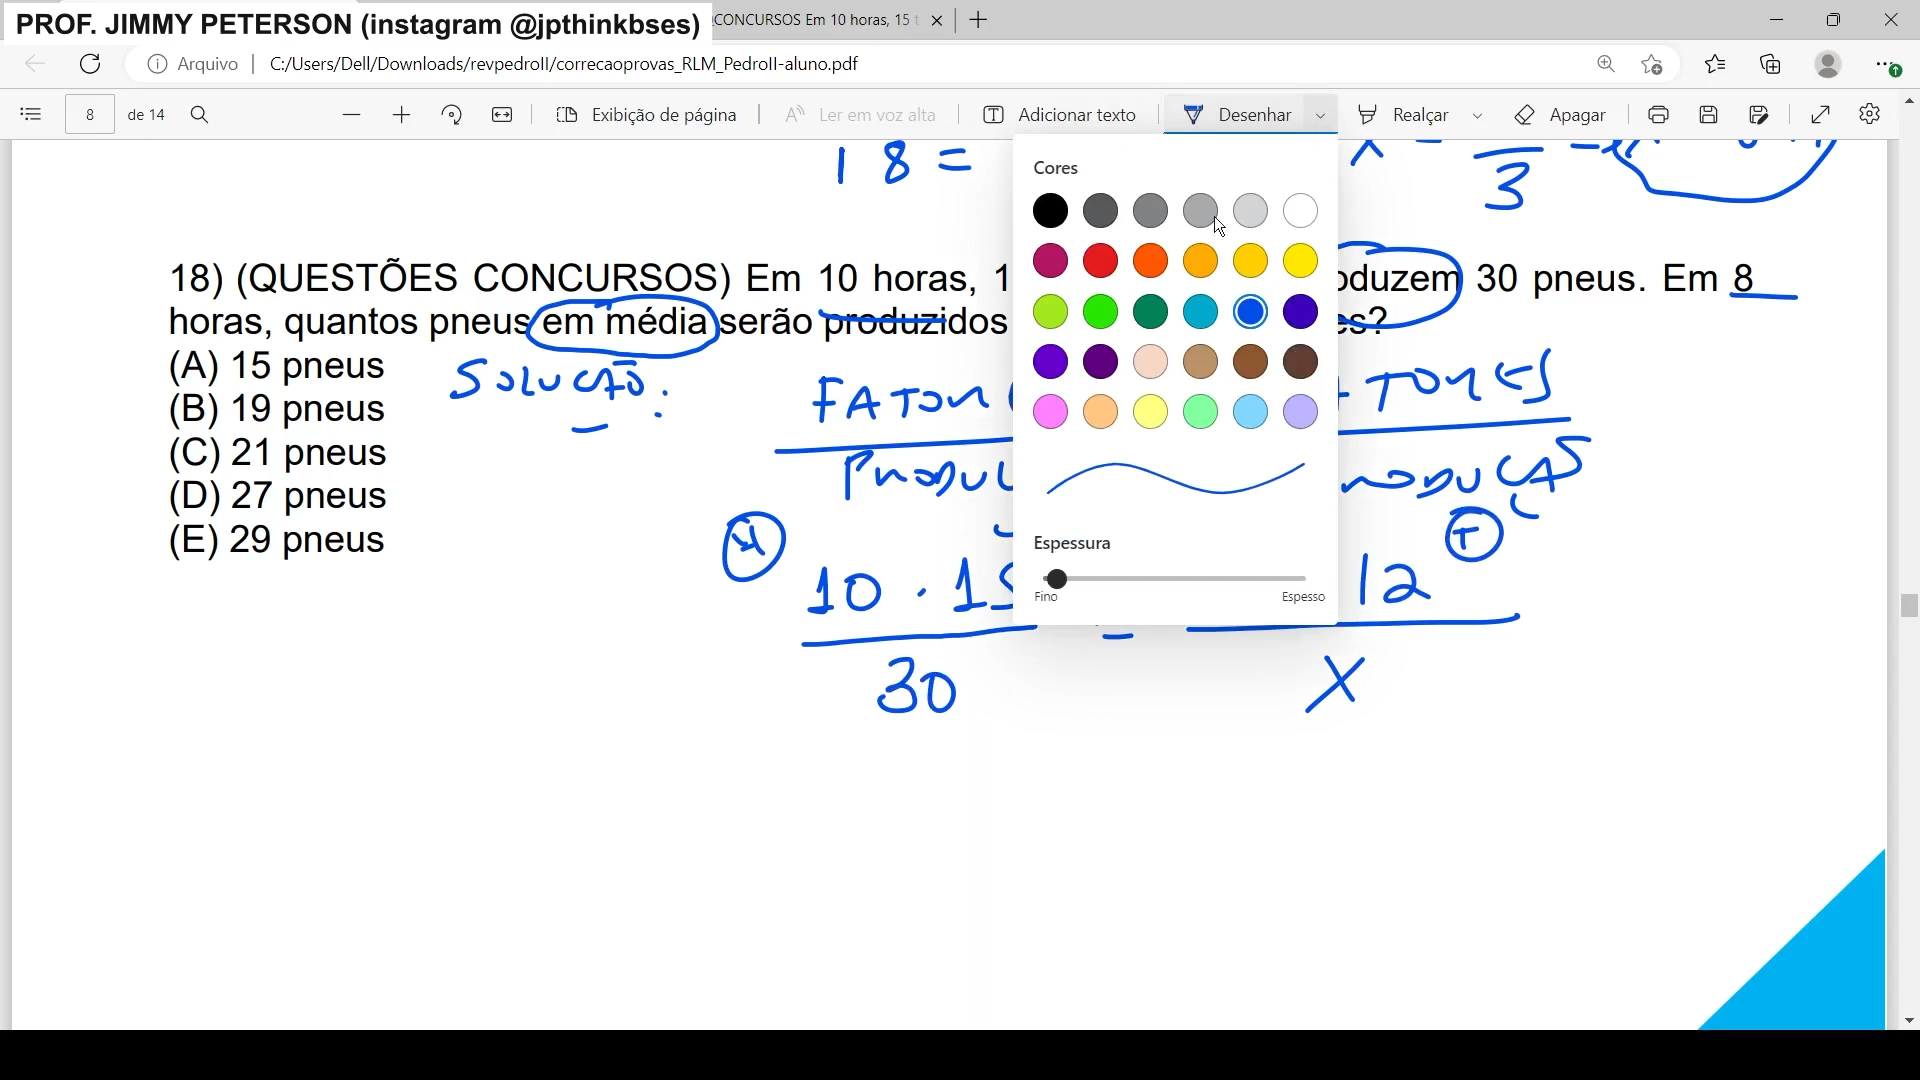 PROF. JIMMY PETERSON (instagram @jpthinkbses)
CONCURSOS Em 10 horas, 15 t
Arquivo C:/Users/Dell/Downloads/revpedroII/correcaoprovas_RLM_PedroII-aluno.pdf
8 de 14 Exibição de página Ler em voz alta Adicionar texto Desenhar Realçar Apagar
Cores
18 =
3
18) (QUESTÕES CONCURSOS) Em 10 horas, 1 oduzem 30 pneus. Em 8
horas, quantos pneus em média serão produzidos es?
(A) 15 pneus
(B) 19 pneus
(C) 21 pneus
(D) 27 pneus
(E) 29 pneus
SOLUÇÃO:
FATOR
ATORES
PRODU
RODUÇAS
10 . 15 = 12
30 X
Espessura
Fino Espesso